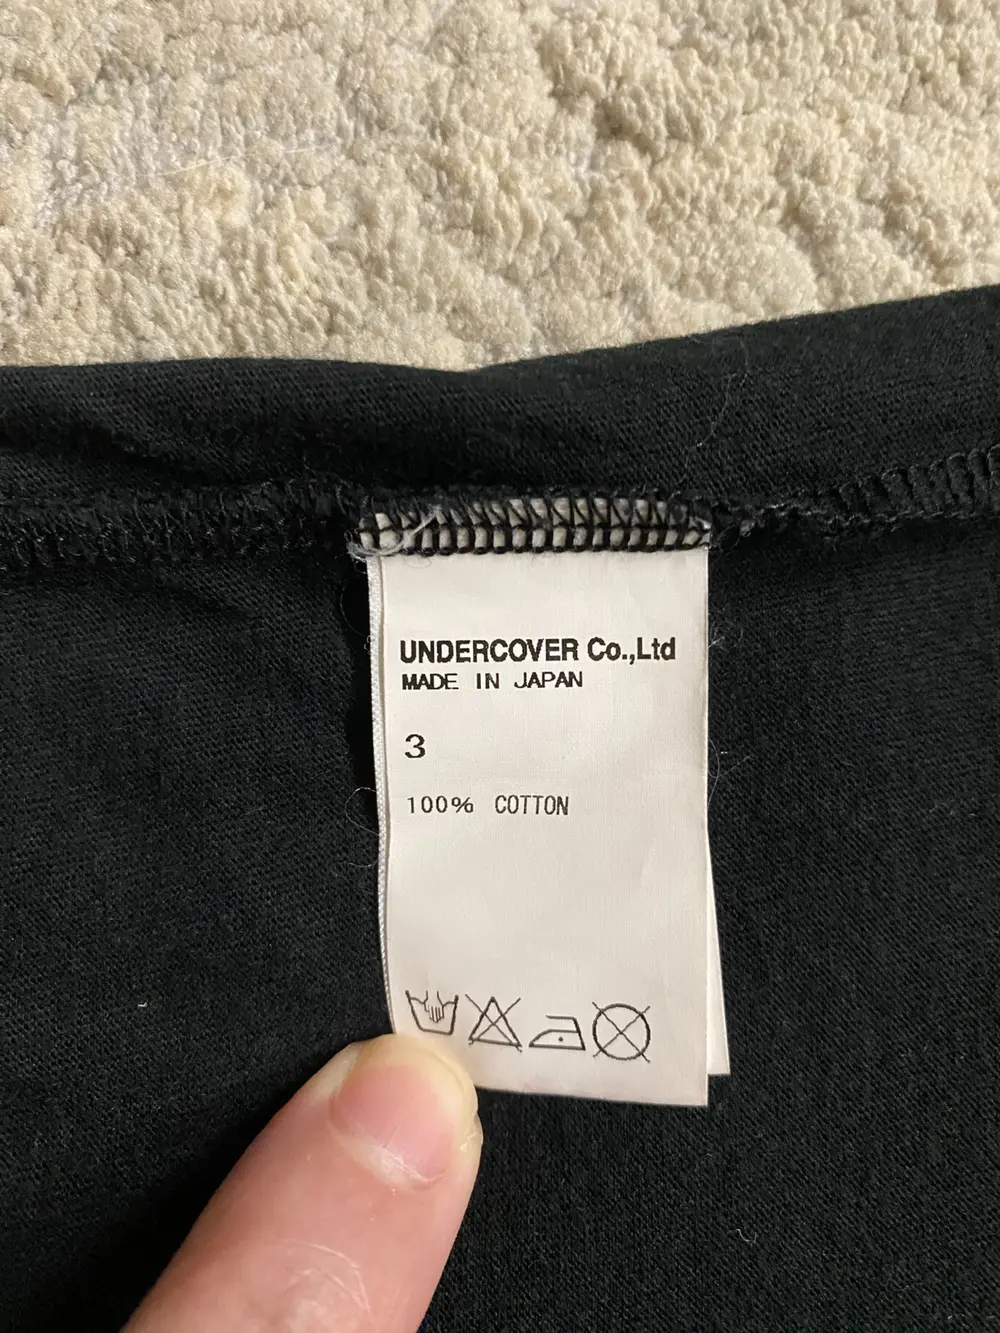 UNDERCOVER Co.,Ltd
MADE IN JAPAN
3
100% COTTON